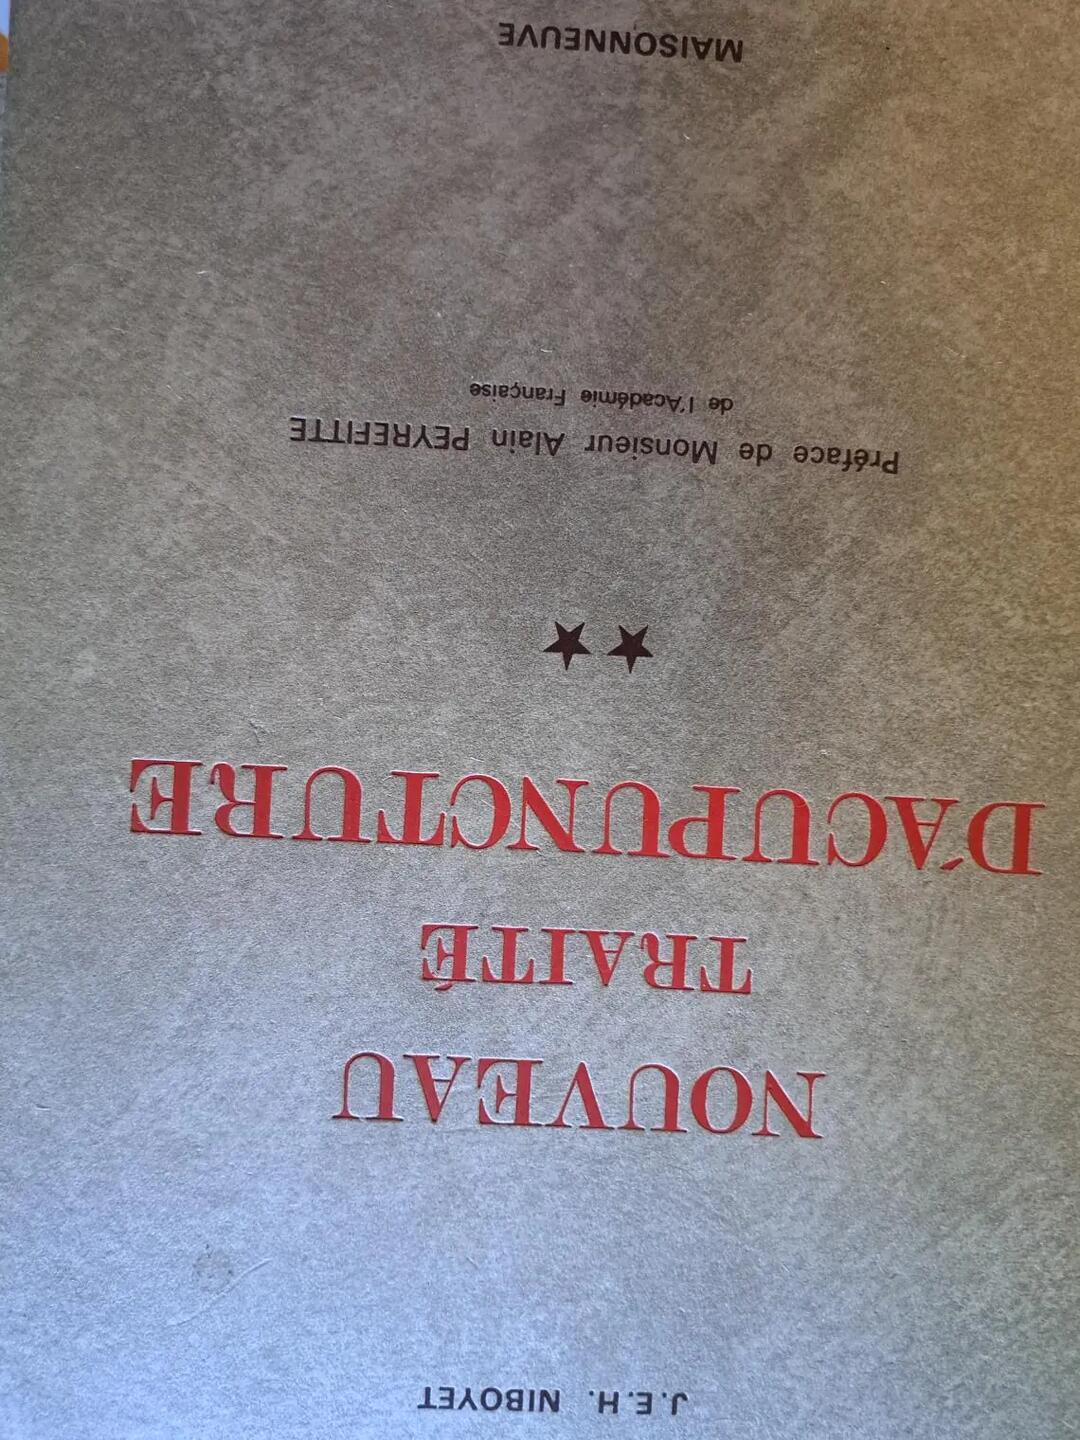 J.E.H. NIBOYET
NOUVEAU
TRAITÉ
D'ACUPUNCTURE
★★
Préface de Monsieur Alain PEYREFITTE
de l'Académie Française
MAISONNEUVE